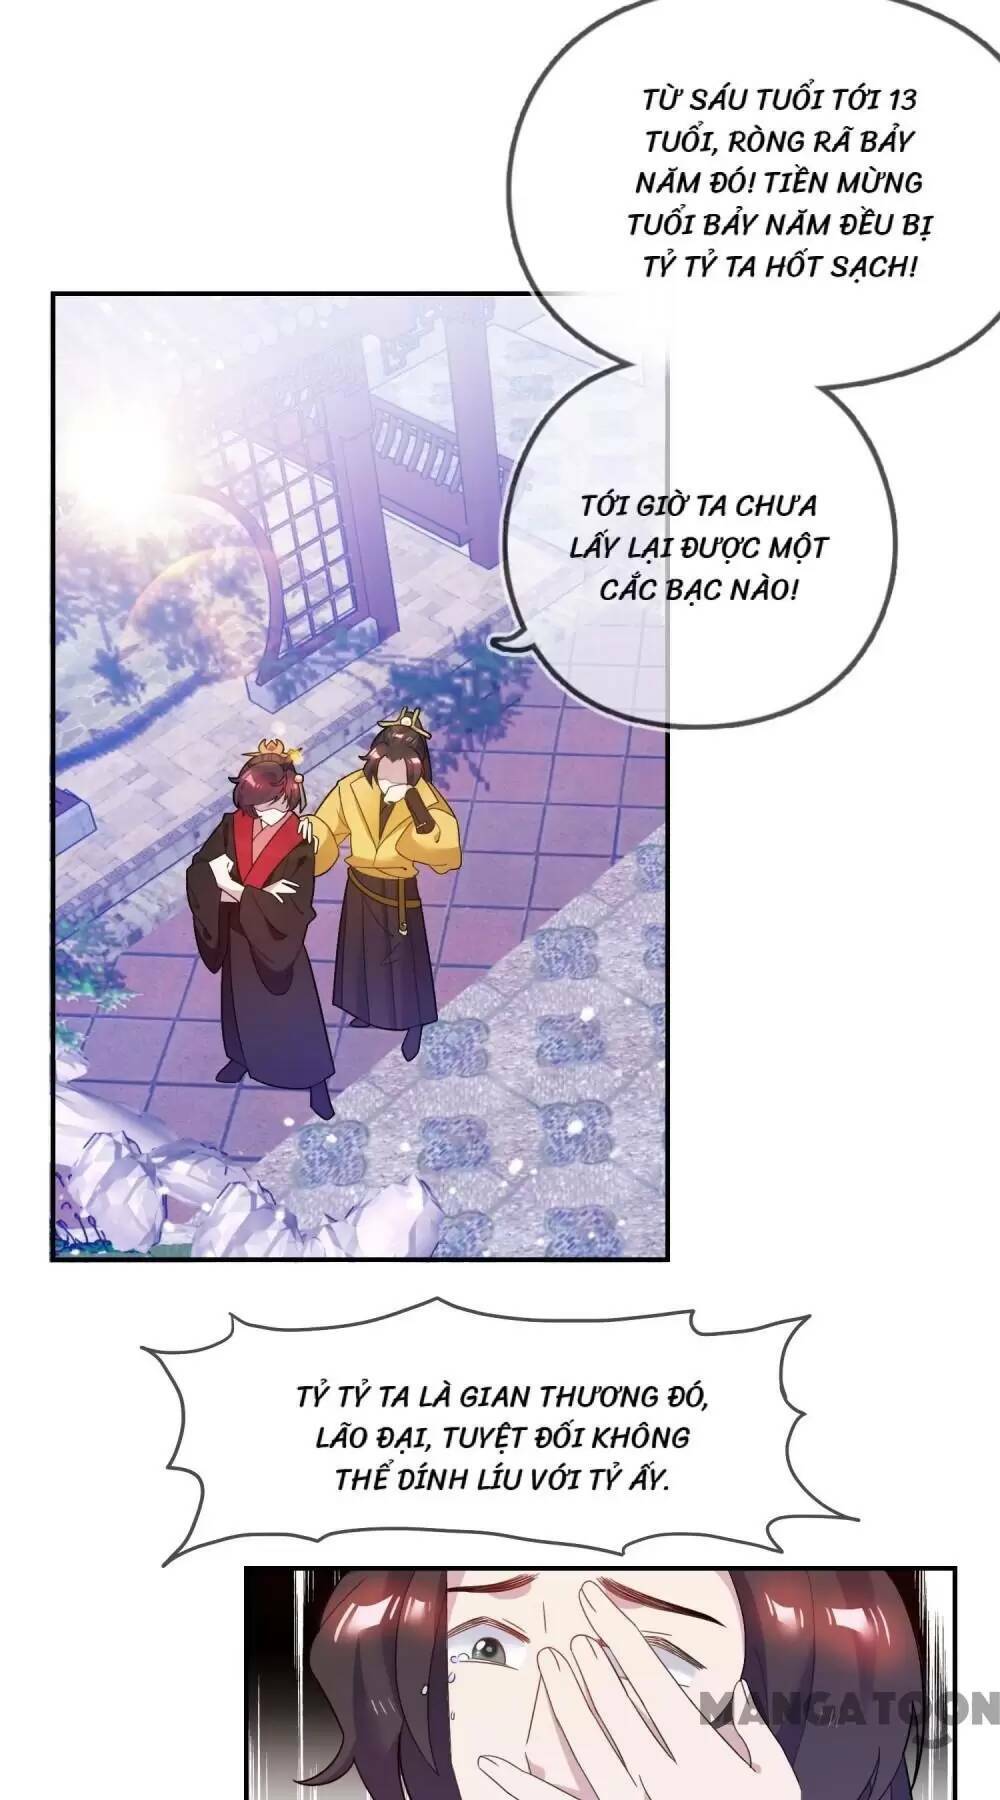 TỪ SÁU TUỔI TỚI 13
TUỔI, RÒNG RÃ BẢY
NĂM ĐÓ! TIỀN MỪNG
TUỔI BẢY NĂM ĐỀU BỊ
TỶ TỶ TA HỐT SẠCH!
TỚI GIỜ TA CHƯA
LẤY LẠI ĐƯỢC MỘT
CẮC BẠC NÀO!
TỶ TỶ TA LÀ GIAN THƯƠNG ĐÓ,
LÃO ĐẠI, TUYỆT ĐỐI KHÔNG
THỂ DÍNH LÍU VỚI TỶ ẤY.
MANGATOON